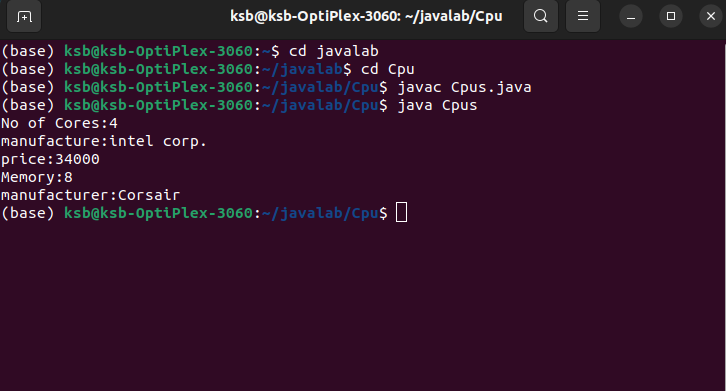 ksb@ksb-OptiPlex-3060: ~/javalab/Cpu
(base) ksb@ksb-OptiPlex-3060:~$ cd javalab
(base) ksb@ksb-OptiPlex-3060:~/javalab$ cd Cpu
(base) ksb@ksb-OptiPlex-3060:~/javalab/Cpu$ javac Cpus.java
(base) ksb@ksb-OptiPlex-3060:~/javalab/Cpu$ java Cpus
No of Cores:4
manufacture:intel corp.
price:34000
Memory:8
manufacturer:Corsair
(base) ksb@ksb-OptiPlex-3060:~/javalab/Cpu$